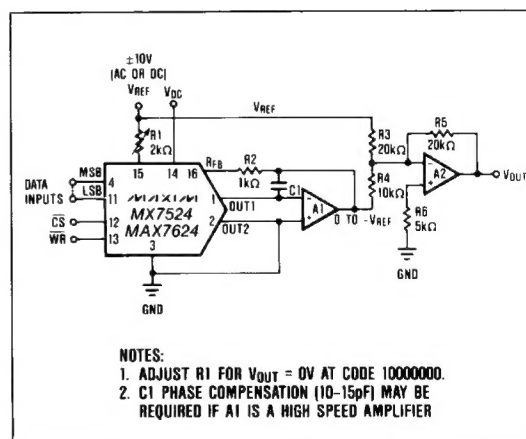 ±10V
(AC OR DC)
VREF
VDC
VREF
R1
2kΩ
R3
20kΩ
R5
20kΩ
15
14
16
RFB
R2
1kΩ
R4
10kΩ
MSB
DATA
INPUTS
LSB
4
11
MAXIM
MX7524
MAX7624
1
OUT1
C1
A1
0 TO -VREF
A2
VOUT
CS
12
WR
13
2
OUT2
3
R6
5kΩ
GND
GND
NOTES:
1. ADJUST R1 FOR VOUT = 0V AT CODE 10000000.
2. C1 PHASE COMPENSATION (10–15pF) MAY BE
REQUIRED IF A1 IS A HIGH SPEED AMPLIFIER